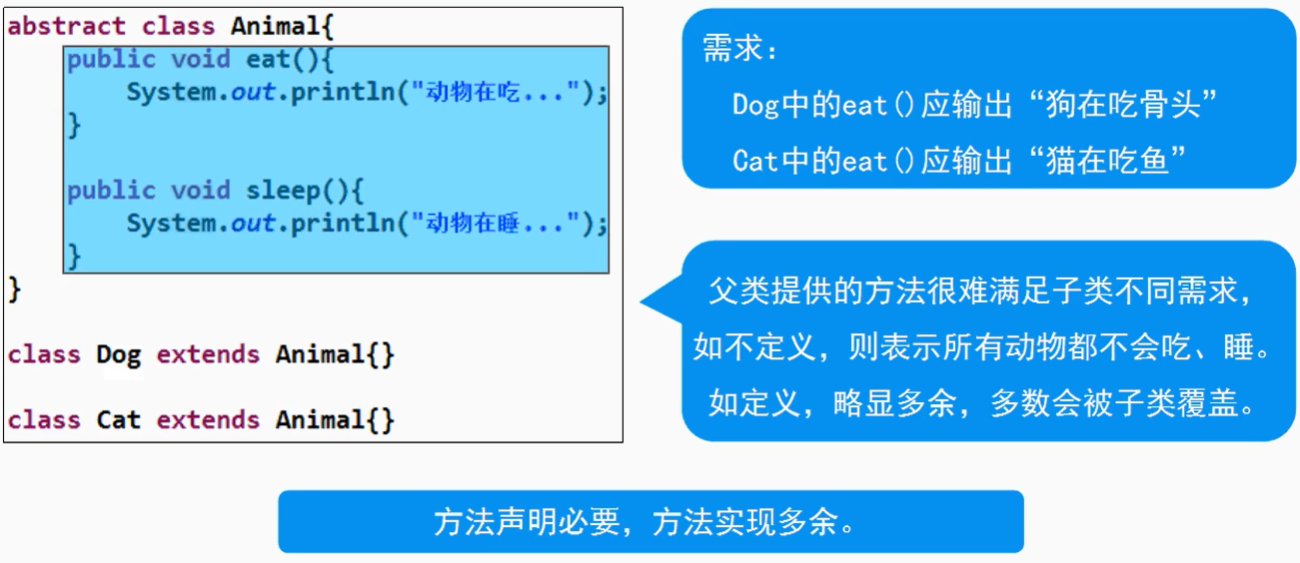 abstract class Animal{
public void eat(){
System.out.println("动物在吃...");
}
public void sleep(){
System.out.println("动物在睡...");
}
}
class Dog extends Animal{}
class Cat extends Animal{}
需求：
Dog中的eat()应输出“狗在吃骨头”
Cat中的eat()应输出“猫在吃鱼”
父类提供的方法很难满足子类不同需求，
如不定义，则表示所有动物都不会吃、睡。
如定义，略显多余，多数会被子类覆盖。
方法声明必要，方法实现多余。